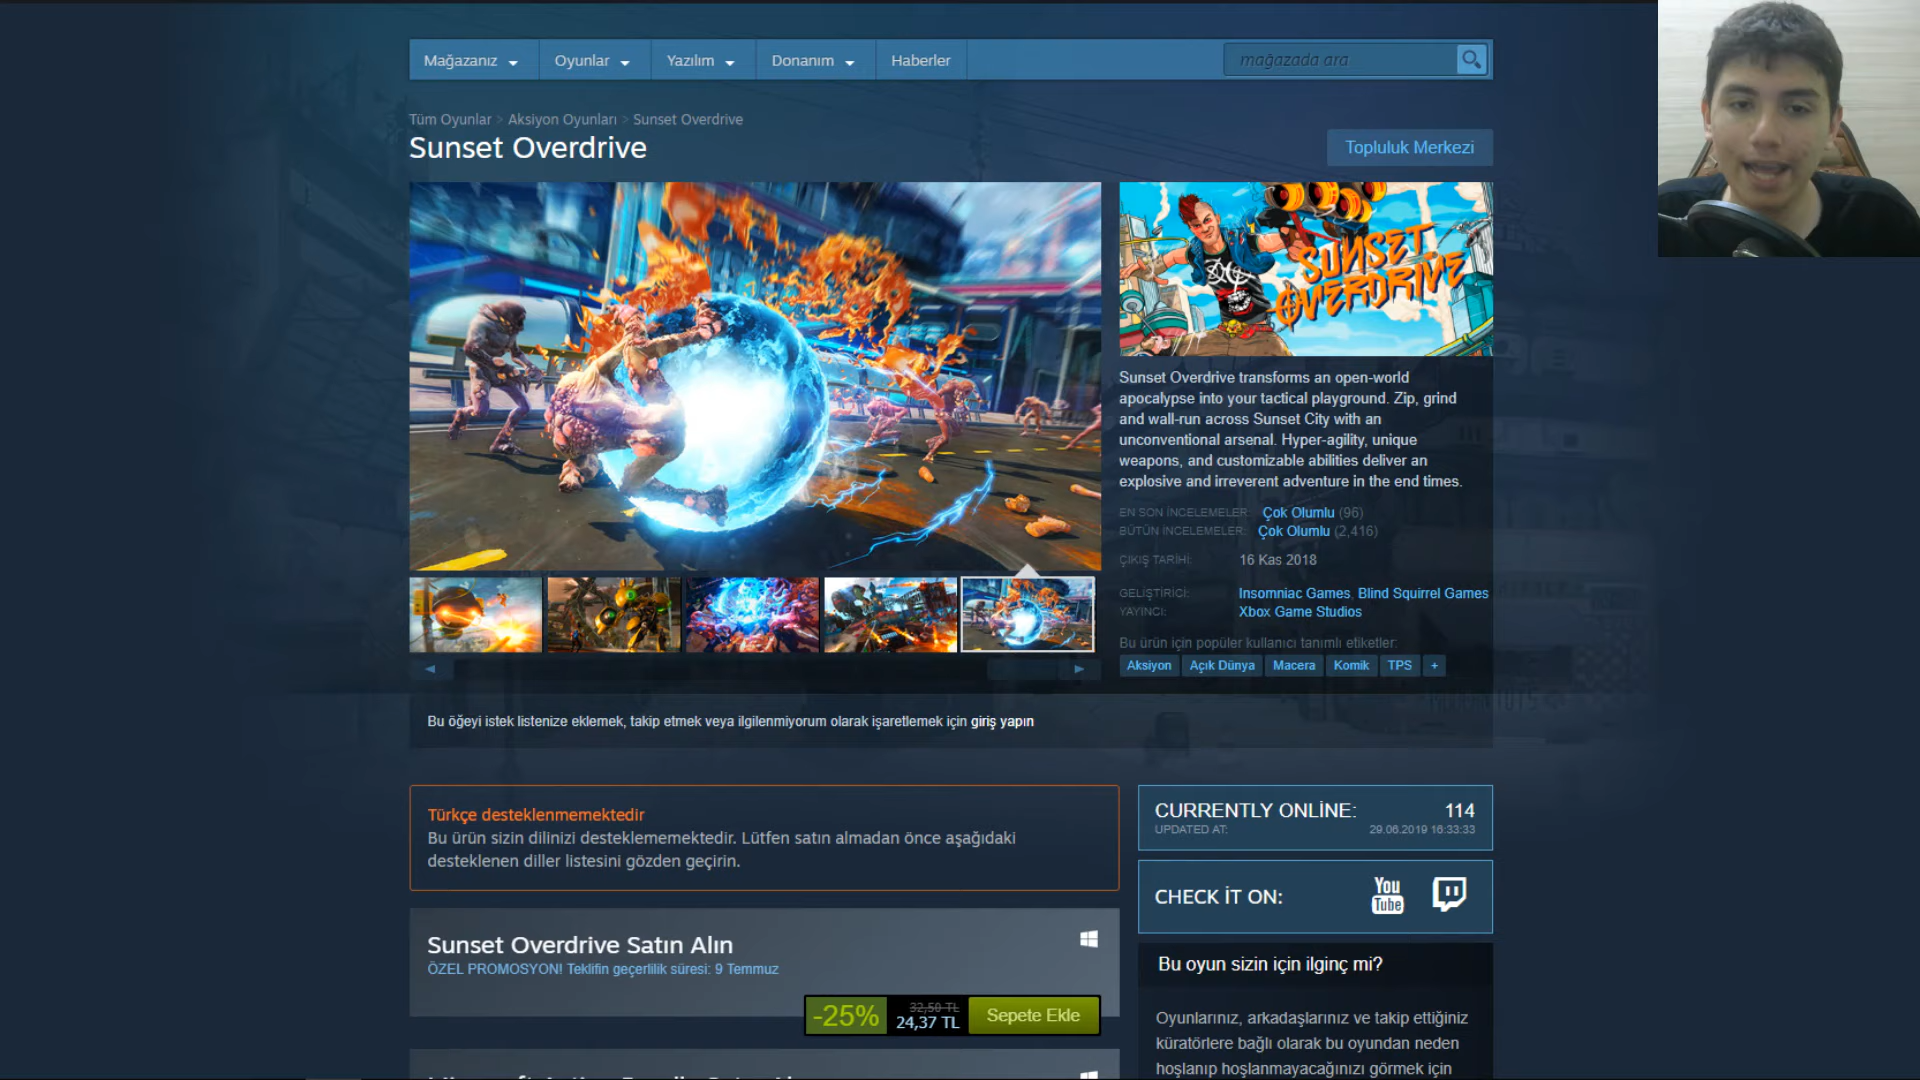 Mağazanız
Oyunlar
Yazılım
Donanım
Haberler
mağazada ara
Tüm Oyunlar > Aksiyon Oyunları > Sunset Overdrive
Sunset Overdrive
Topluluk Merkezi
SUNSET
OVERDRIVE
Sunset Overdrive transforms an open-world
apocalypse into your tactical playground. Zip, grind
and wall-run across Sunset City with an
unconventional arsenal. Hyper-agility, unique
weapons, and customizable abilities deliver an
explosive and irreverent adventure in the end times.
EN SON İNCELEMELER: Çok Olumlu (96)
BÜTÜN İNCELEMELER: Çok Olumlu (2,416)
ÇIKIŞ TARİHİ: 16 Kas 2018
GELİŞTİRİCİ: Insomniac Games, Blind Squirrel Games
YAYINCI: Xbox Game Studios
Bu ürün için popüler kullanıcı tanımlı etiketler:
Aksiyon Açık Dünya Macera Komik TPS +
Bu öğeyi istek listenize eklemek, takip etmek veya ilgilenmiyorum olarak işaretlemek için giriş yapın
Türkçe desteklenmemektedir
Bu ürün sizin dilinizi desteklememektedir. Lütfen satın almadan önce aşağıdaki
desteklenen diller listesini gözden geçirin.
CURRENTLY ONLİNE: 114
UPDATED AT: 29.06.2019 16:33:33
CHECK İT ON:
You
Tube
Sunset Overdrive Satın Alın
ÖZEL PROMOSYON! Teklifin geçerlilik süresi: 9 Temmuz
-25%
32,50 TL
24,37 TL
Sepete Ekle
Bu oyun sizin için ilginç mi?
Oyunlarınız, arkadaşlarınız ve takip ettiğiniz
küratörlere bağlı olarak bu oyundan neden
hoşlanıp hoşlanmayacağınızı görmek için